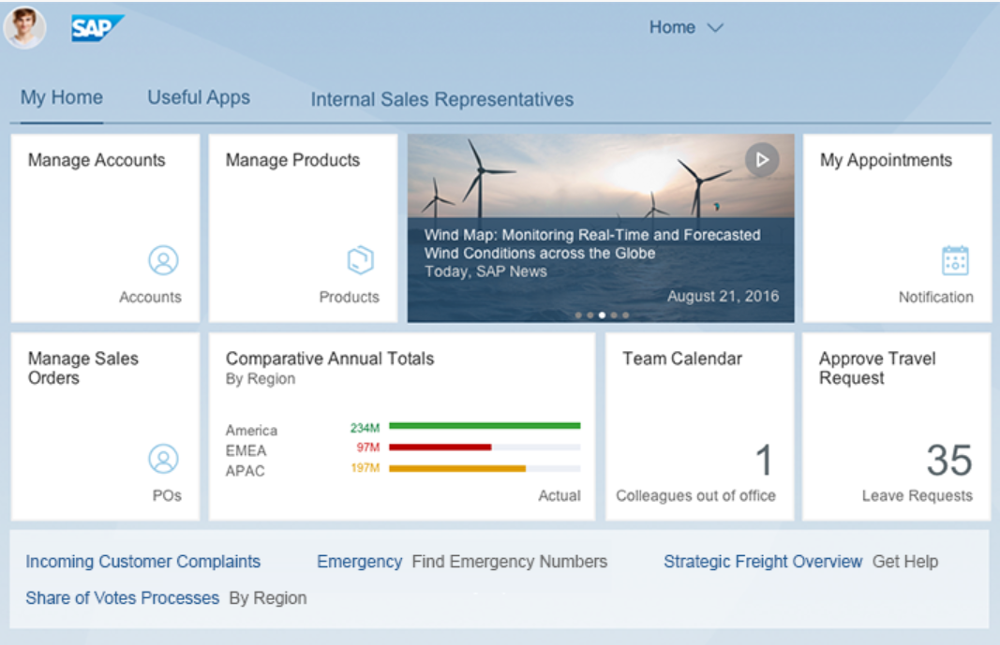 SAP
Home
My Home
Useful Apps
Internal Sales Representatives
Manage Accounts
Accounts
Manage Products
Products
Wind Map: Monitoring Real-Time and Forecasted
Wind Conditions across the Globe
Today, SAP News
August 21, 2016
My Appointments
Notification
Manage Sales
Orders
POs
Comparative Annual Totals
By Region
America 234M
EMEA 97M
APAC 197M
Actual
Team Calendar
1
Colleagues out of office
Approve Travel
Request
35
Leave Requests
Incoming Customer Complaints
Emergency Find Emergency Numbers
Strategic Freight Overview Get Help
Share of Votes Processes By Region